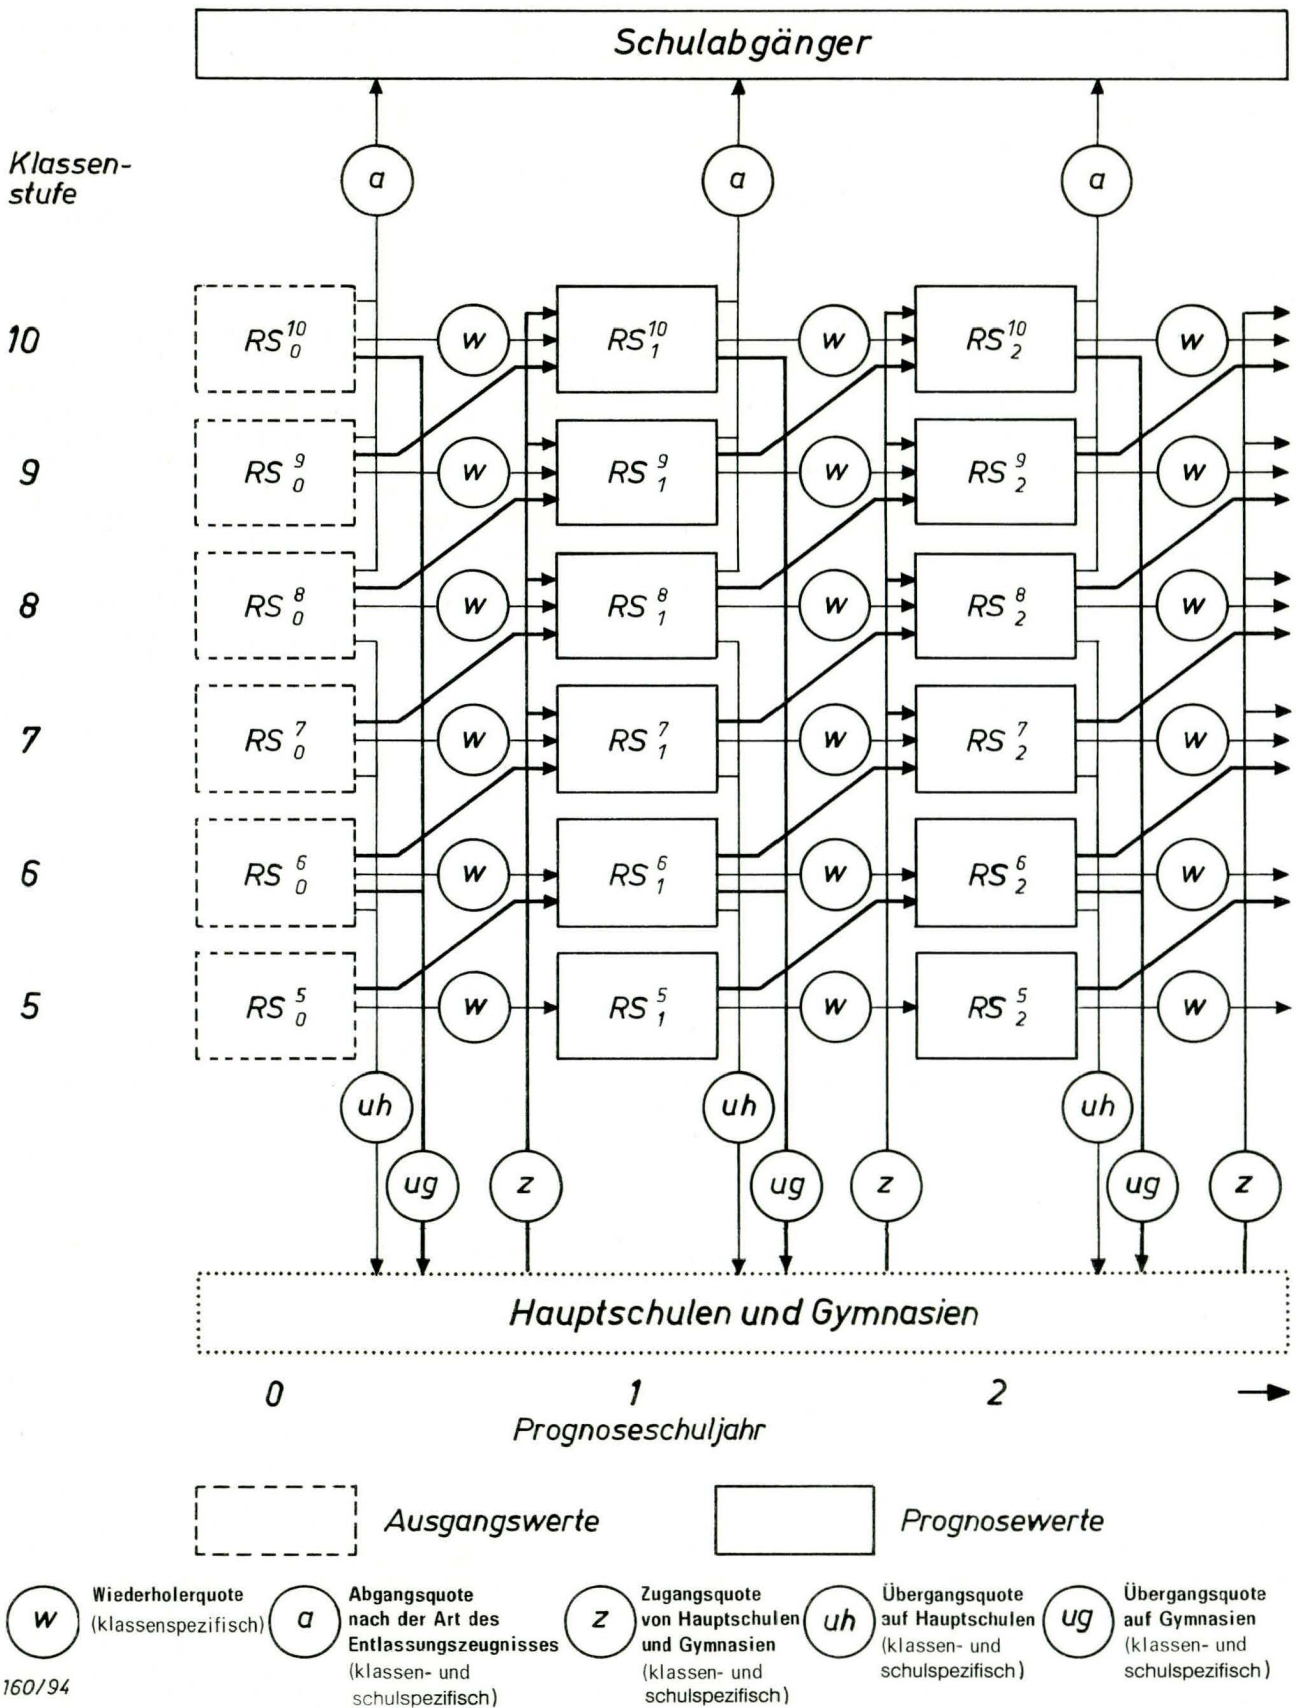 Schulabgänger
Klassen-
stufe
a a a
10 RS 10 0 w RS 10 1 w RS 10 2 w
9 RS 9 0 w RS 9 1 w RS 9 2 w
8 RS 8 0 w RS 8 1 w RS 8 2 w
7 RS 7 0 w RS 7 1 w RS 7 2 w
6 RS 6 0 w RS 6 1 w RS 6 2 w
5 RS 5 0 w RS 5 1 w RS 5 2 w
uh uh uh
ug z ug z ug z
Hauptschulen und Gymnasien
0 1 2
Prognoseschuljahr
Ausgangswerte Prognosewerte
w
Wiederholerquote
(klassenspezifisch)
a
Abgangsquote
nach der Art des
Entlassungszeugnisses
(klassen- und
schulspezifisch)
z
Zugangsquote
von Hauptschulen
und Gymnasien
(klassen- und
schulspezifisch)
uh
Übergangsquote
auf Hauptschulen
(klassen- und
schulspezifisch)
ug
Übergangsquote
auf Gymnasien
(klassen- und
schulspezifisch)
160/94